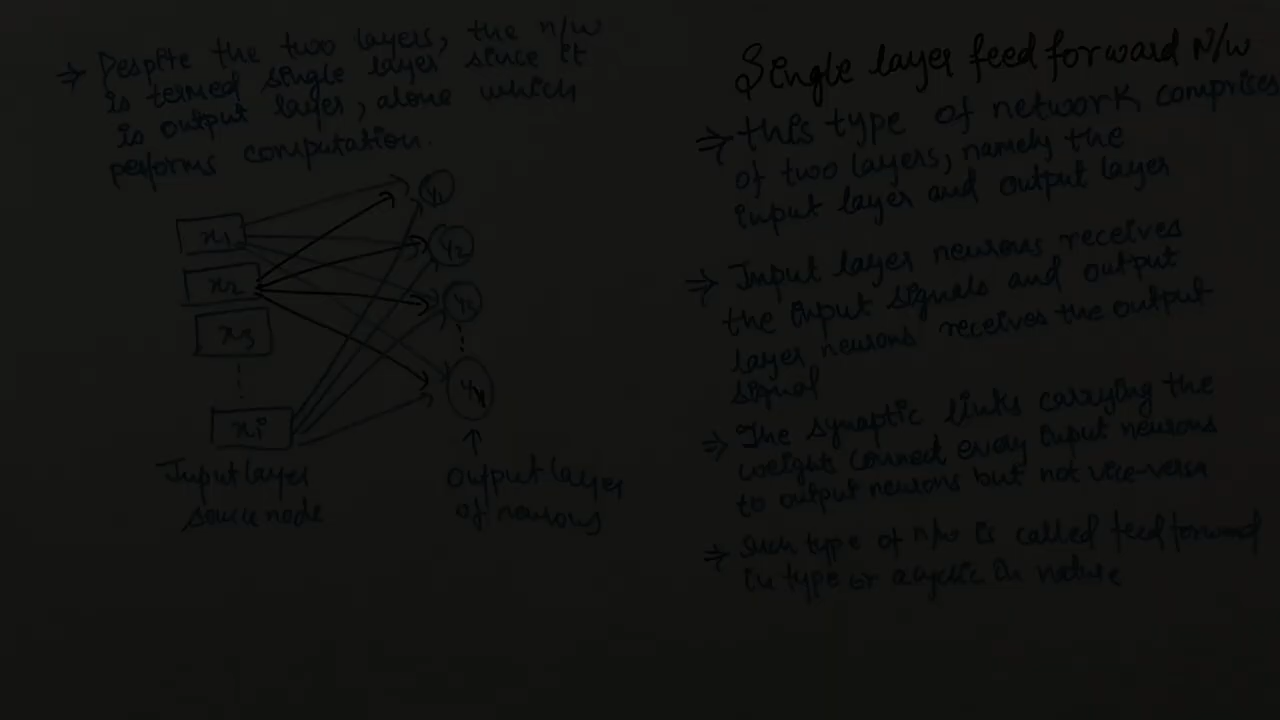 Single layer feed forward N/w
⇒ this type of network comprises
of two layers, namely the
input layer and output layer
⇒ Input layer neurons receives
the input signals and output
layer neurons receives the output
signal
⇒ The synaptic links carrying the
weights connect every input neurons
to output neurons but not vice-versa
⇒ such type of n/w is called feed forward
in type or acyclic in nature
⇒ Despite the two layers, the n/w
is termed single layer since it
is output layer, alone which
performs computation.
x1
x2
x3
xi
y1
y2
y3
Input layer
source node
output layer
of neurons